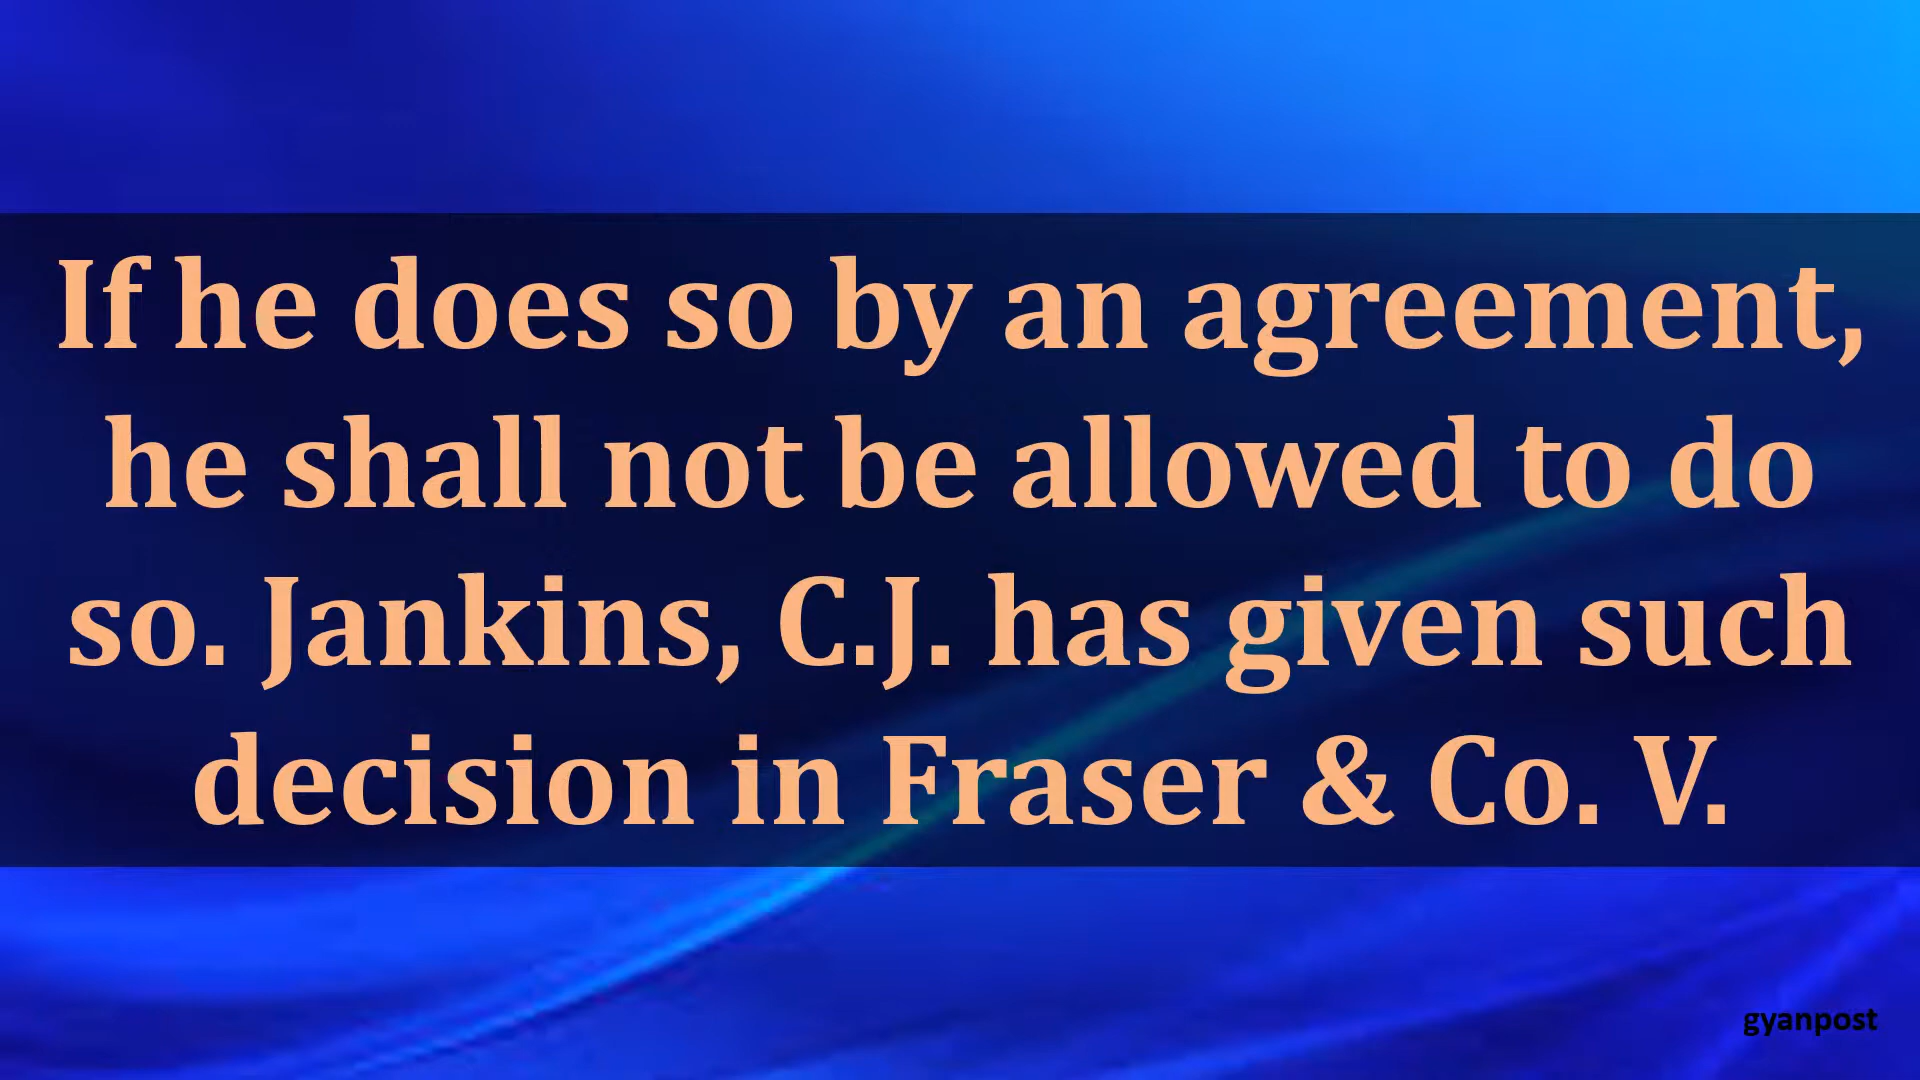 If he does so by an agreement,
he shall not be allowed to do
so. Jankins, C.J. has given such
decision in Fraser & Co. V.
gyanpost